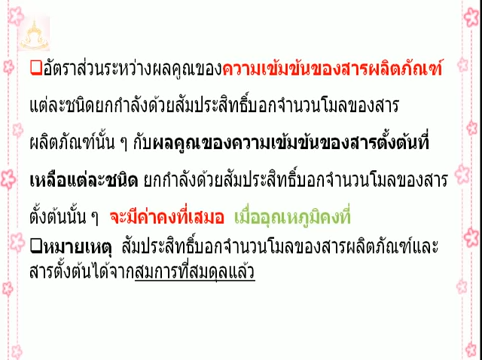 ❑อัตราส่วนระหว่างผลคูณของความเข้มข้นของสารผลิตภัณฑ์
แต่ละชนิดยกกำลังด้วยสัมประสิทธิ์บอกจำนวนโมลของสาร
ผลิตภัณฑ์นั้น ๆ กับผลคูณของความเข้มข้นของสารตั้งต้นที่
เหลือแต่ละชนิด ยกกำลังด้วยสัมประสิทธิ์บอกจำนวนโมลของสาร
ตั้งต้นนั้น ๆ จะมีค่าคงที่เสมอ เมื่ออุณหภูมิคงที่
❑หมายเหตุ สัมประสิทธิ์บอกจำนวนโมลของสารผลิตภัณฑ์และ
สารตั้งต้นได้จากสมการที่สมดุลแล้ว